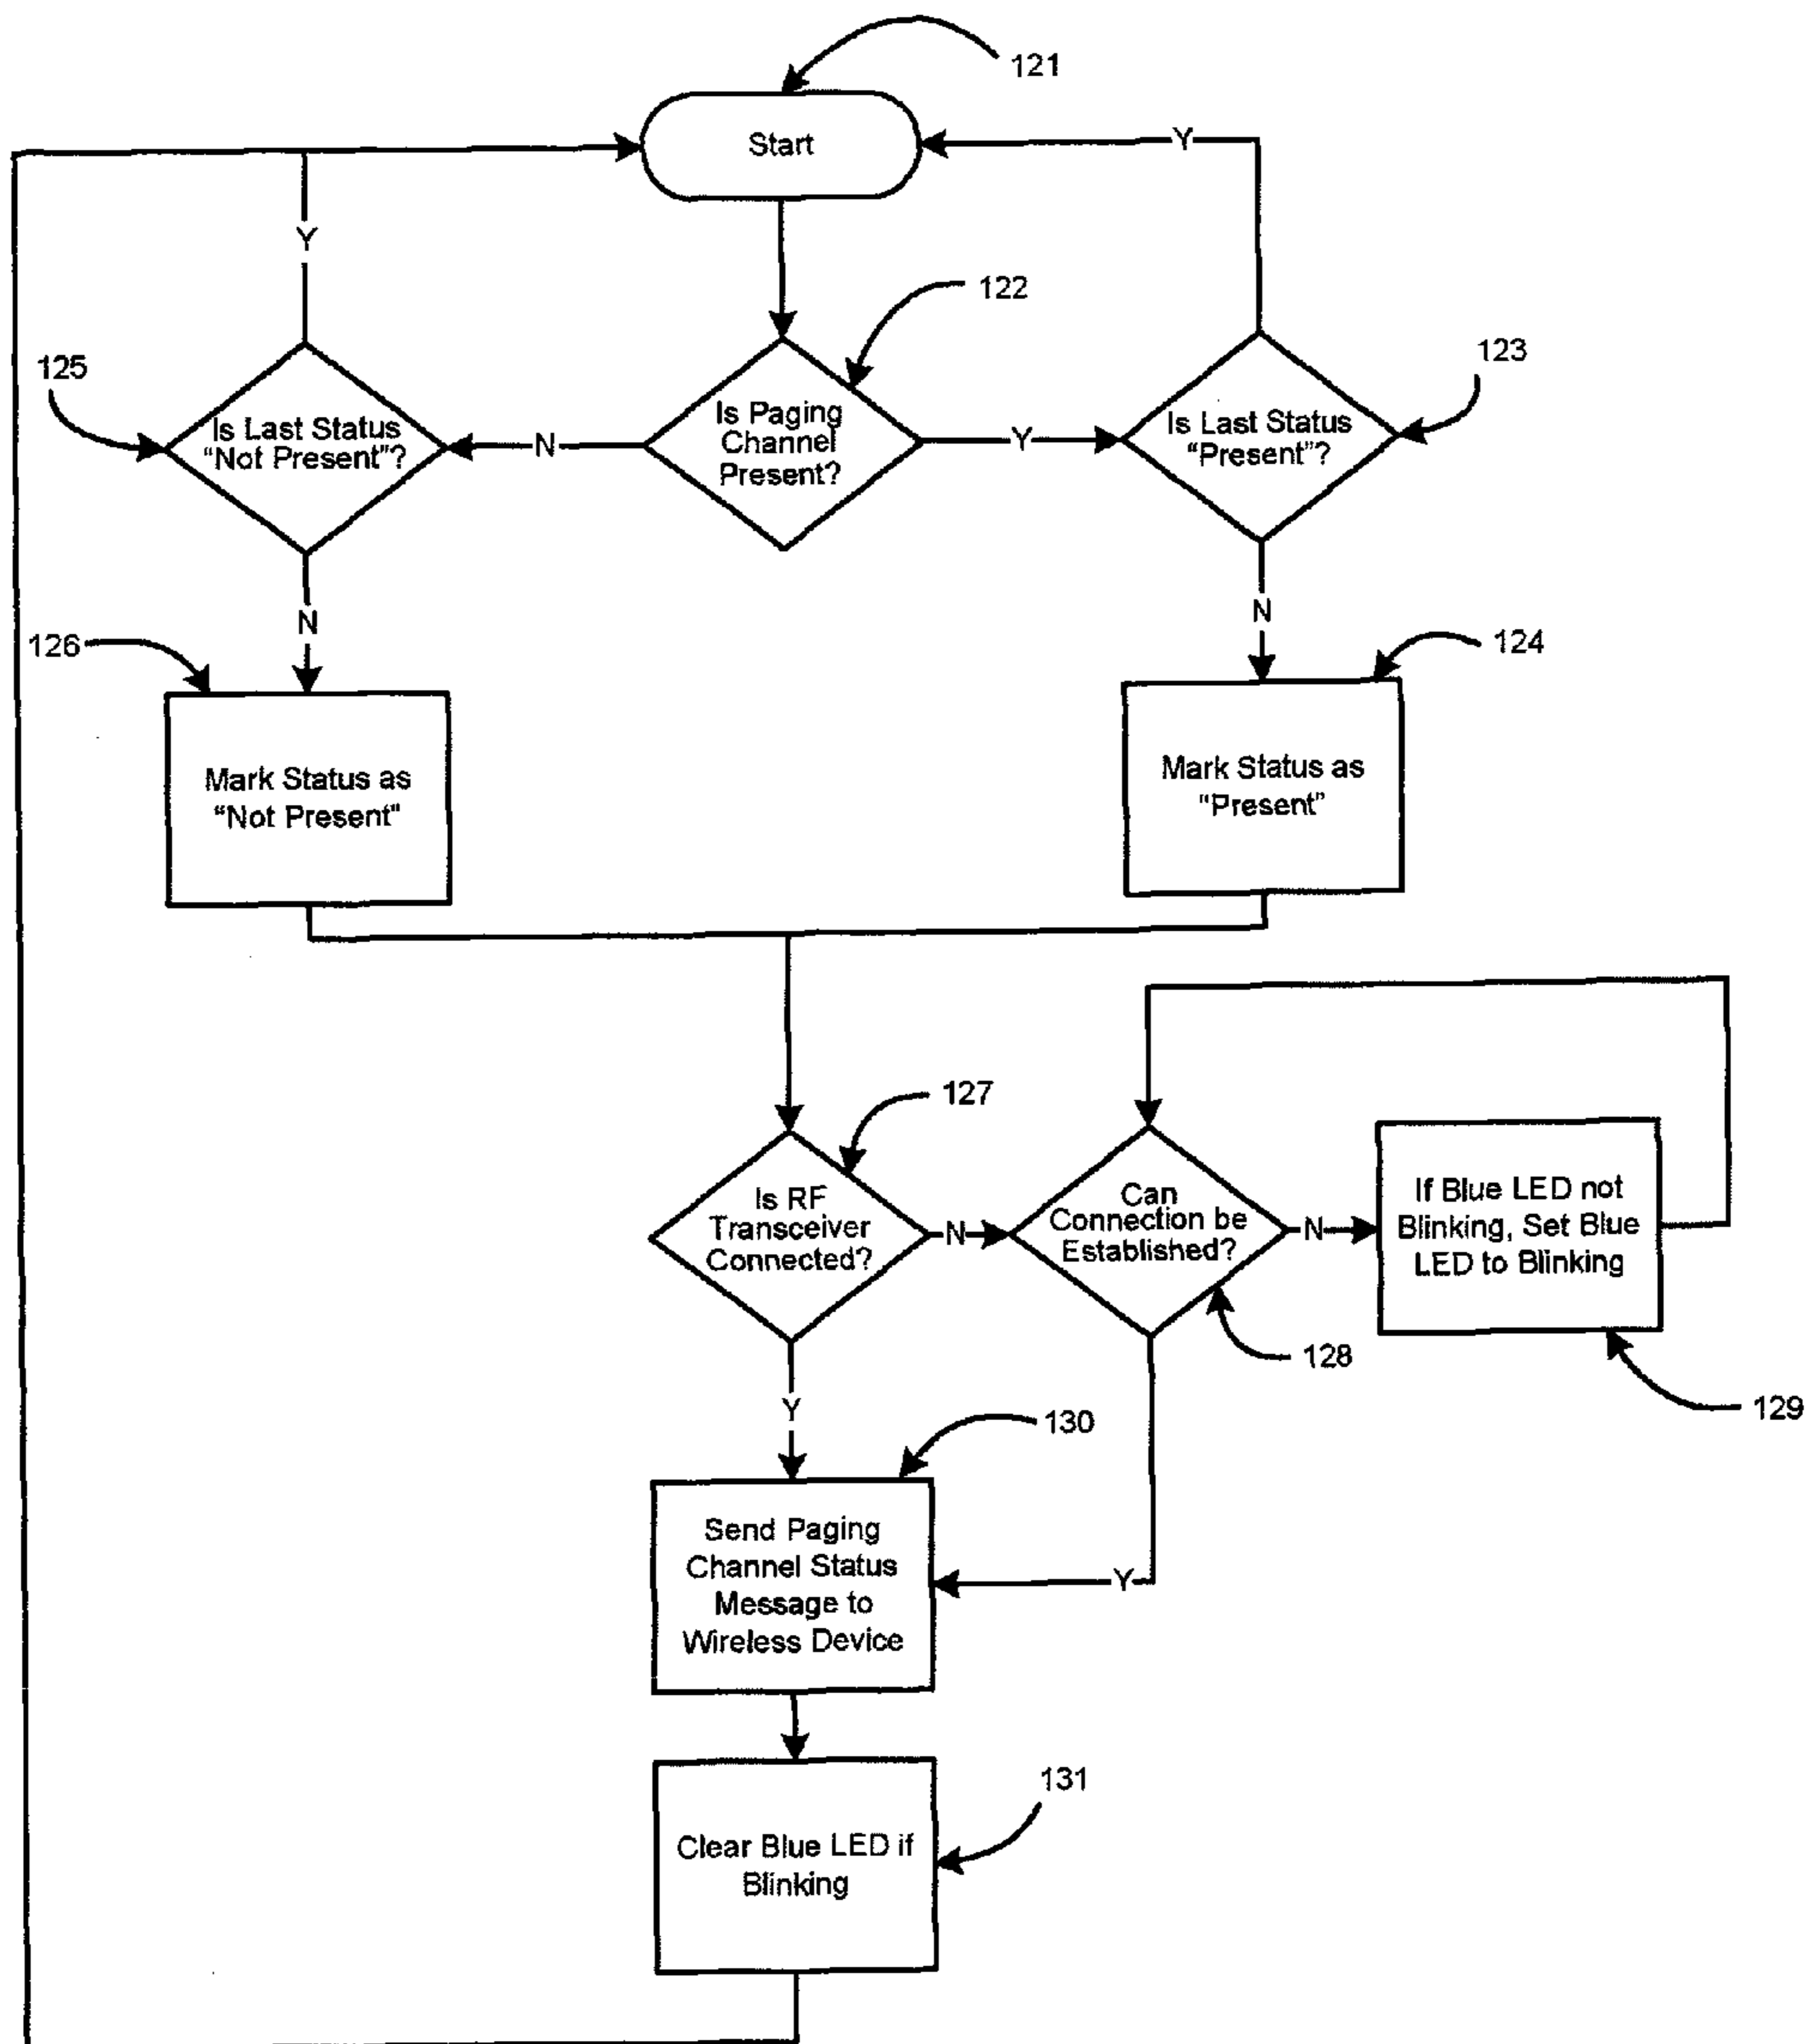 121
Start
Y
Y
122
123
125
Is Last Status
“Not Present”?
N
Is Paging
Channel
Present?
Y
Is Last Status
“Present”?
N
N
126
124
Mark Status as
“Not Present”
Mark Status as
“Present”
127
Is RF
Transceiver
Connected?
N
Can
Connection be
Established?
N
If Blue LED not
Blinking, Set Blue
LED to Blinking
128
129
Y
130
Send Paging
Channel Status
Message to
Wireless Device
Y
131
Clear Blue LED if
Blinking